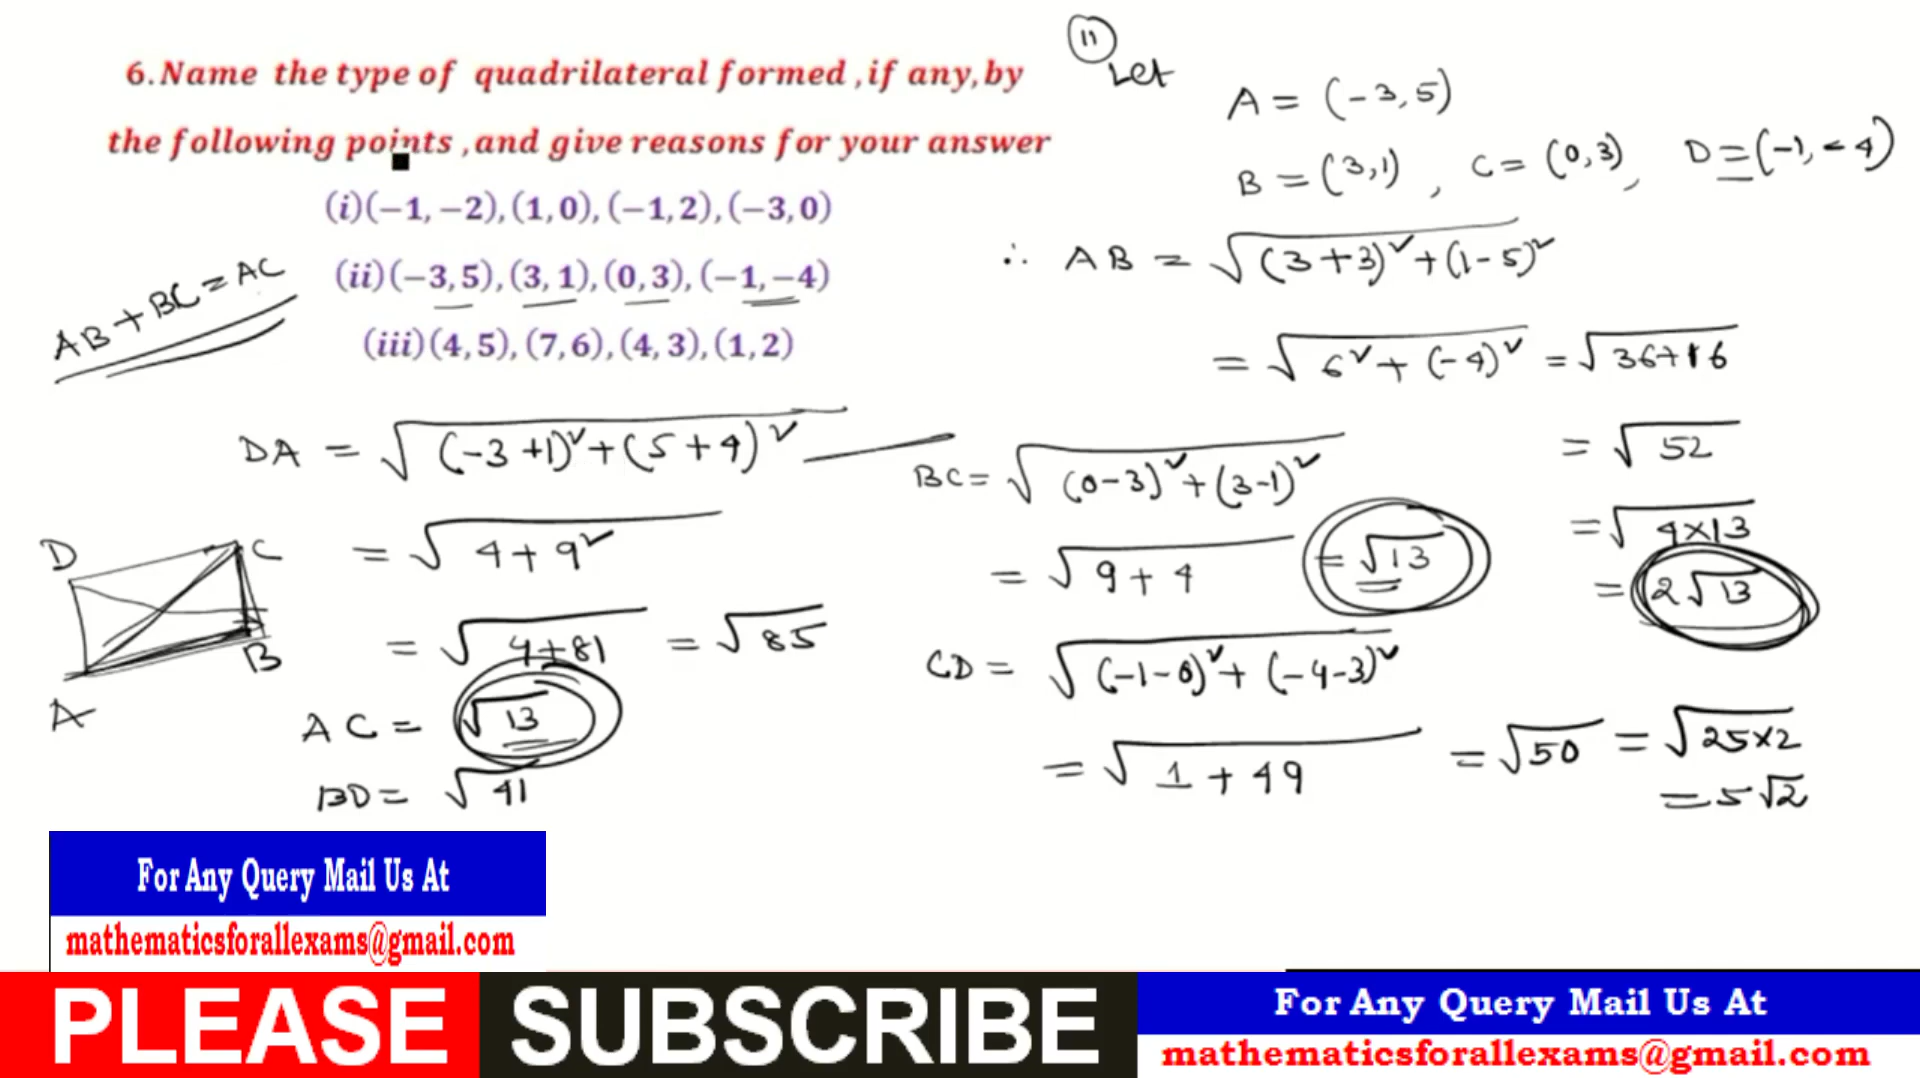 6.Name the type of quadrilateral formed ,if any,by
the following points ,and give reasons for your answer
(i)(−1, −2), (1, 0), (−1, 2), (−3, 0)
(ii)(−3, 5), (3, 1), (0, 3), (−1, −4)
(iii)(4, 5), (7, 6), (4, 3), (1, 2)
AB + BC = AC
(ii)
Let
A = (-3, 5)
B = (3, 1) , C = (0, 3) , D = (-1, -4)
∴ AB = √((3+3)² + (1-5)²)
= √(6² + (-4)²) = √(36+16)
= √52
= √(4×13)
= 2√13
BC = √((0-3)² + (3-1)²)
= √(9+4) = √13
CD = √((-1-0)² + (-4-3)²)
= √(1+49) = √50 = √(25×2)
= 5√2
DA = √((-3+1)² + (5+4)²)
= √(4+9²)
= √(4+81) = √85
AC = √13
BD = √41
D C
A B
For Any Query Mail Us At
mathematicsforallexams@gmail.com
PLEASE SUBSCRIBE
For Any Query Mail Us At
mathematicsforallexams@gmail.com